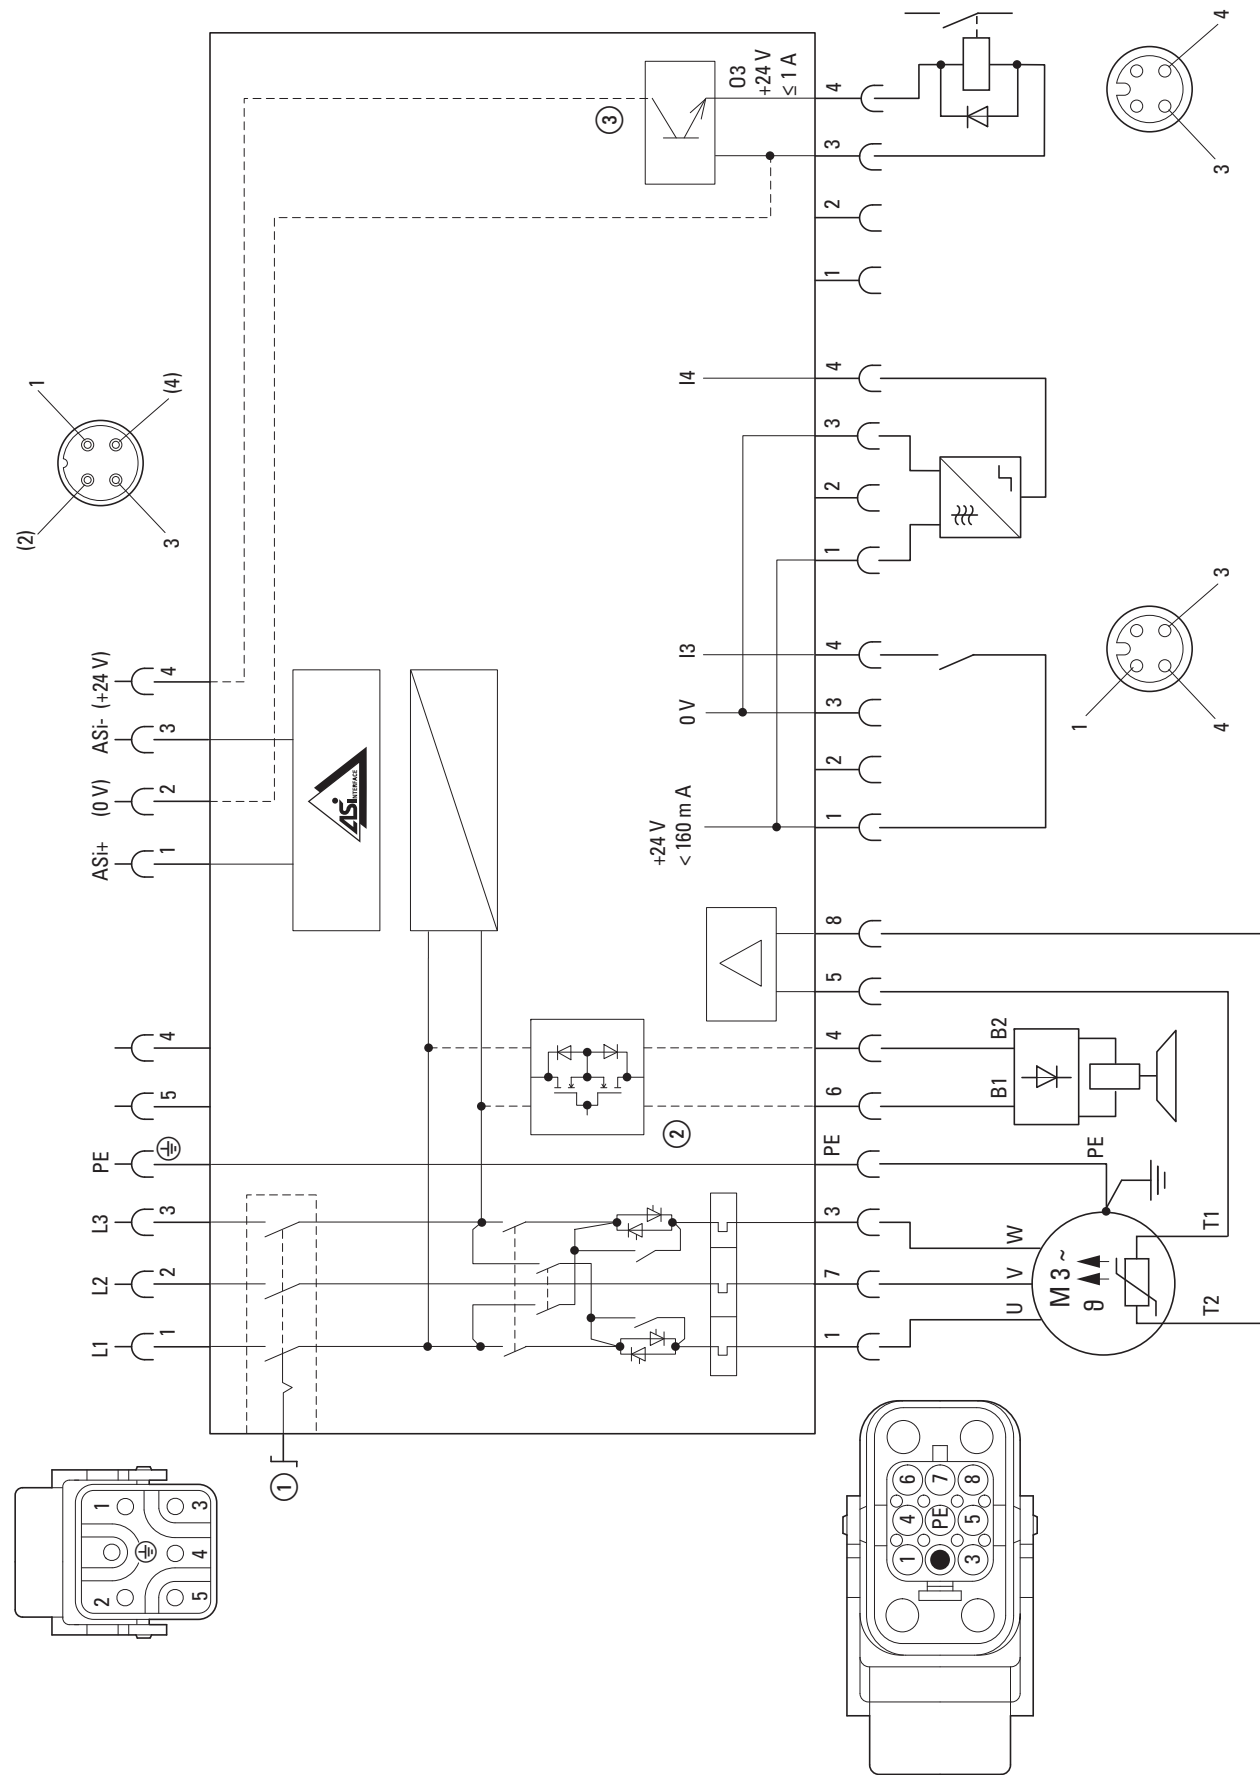 L1
1
L2
2
L3
3
PE
5
4
ASi+
1
(0 V)
2
ASi-
3
(+24 V)
4
(2)
1
3
(4)
ASi
INTERFACE
1
2
3
O3
+24 V
≤ 1 A
I4
I3
0 V
+24 V
< 160 m A
1
7
3
PE
6
4
5
8
1
2
3
4
1
2
3
4
1
2
3
4
U
V
W
PE
M 3 ~
ϑ
T2
T1
B1
B2
1
4
3
3
4
2
1
5
4
3
1
3
4
PE
5
6
7
8